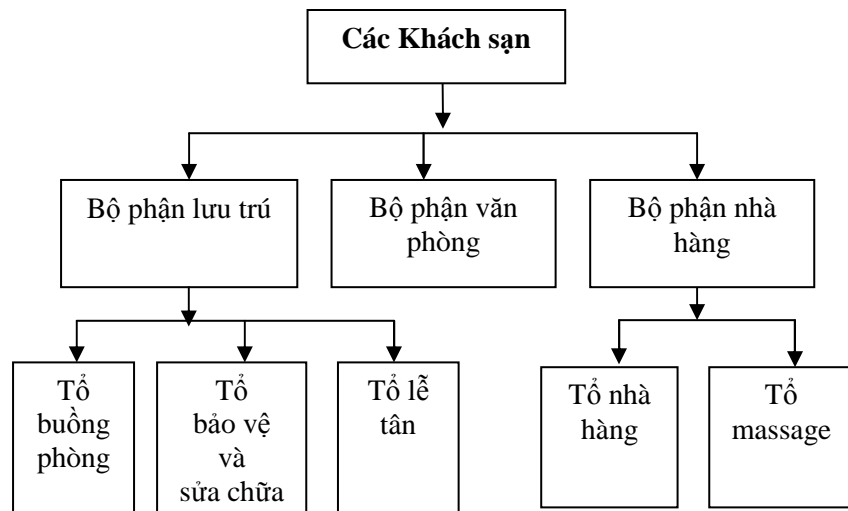 Các Khách sạn
Bộ phận lưu trú
Bộ phận văn
phòng
Bộ phận nhà
hàng
Tổ
buồng
phòng
Tổ
bảo vệ
và
sửa chữa
Tổ lễ
tân
Tổ nhà
hàng
Tổ
massage